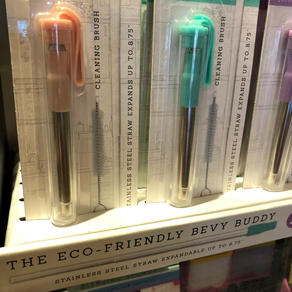 CLEANING BRUSH
STAINLESS STEEL STRAW EXPANDS UP TO 8.75"
CLEANING BRUSH
STAINLESS STEEL STRAW EXPANDS UP TO 8.75"
THE ECO-FRIENDLY BEVY BUDDY
STAINLESS STEEL STRAW EXPANDABLE UP TO 8.75"